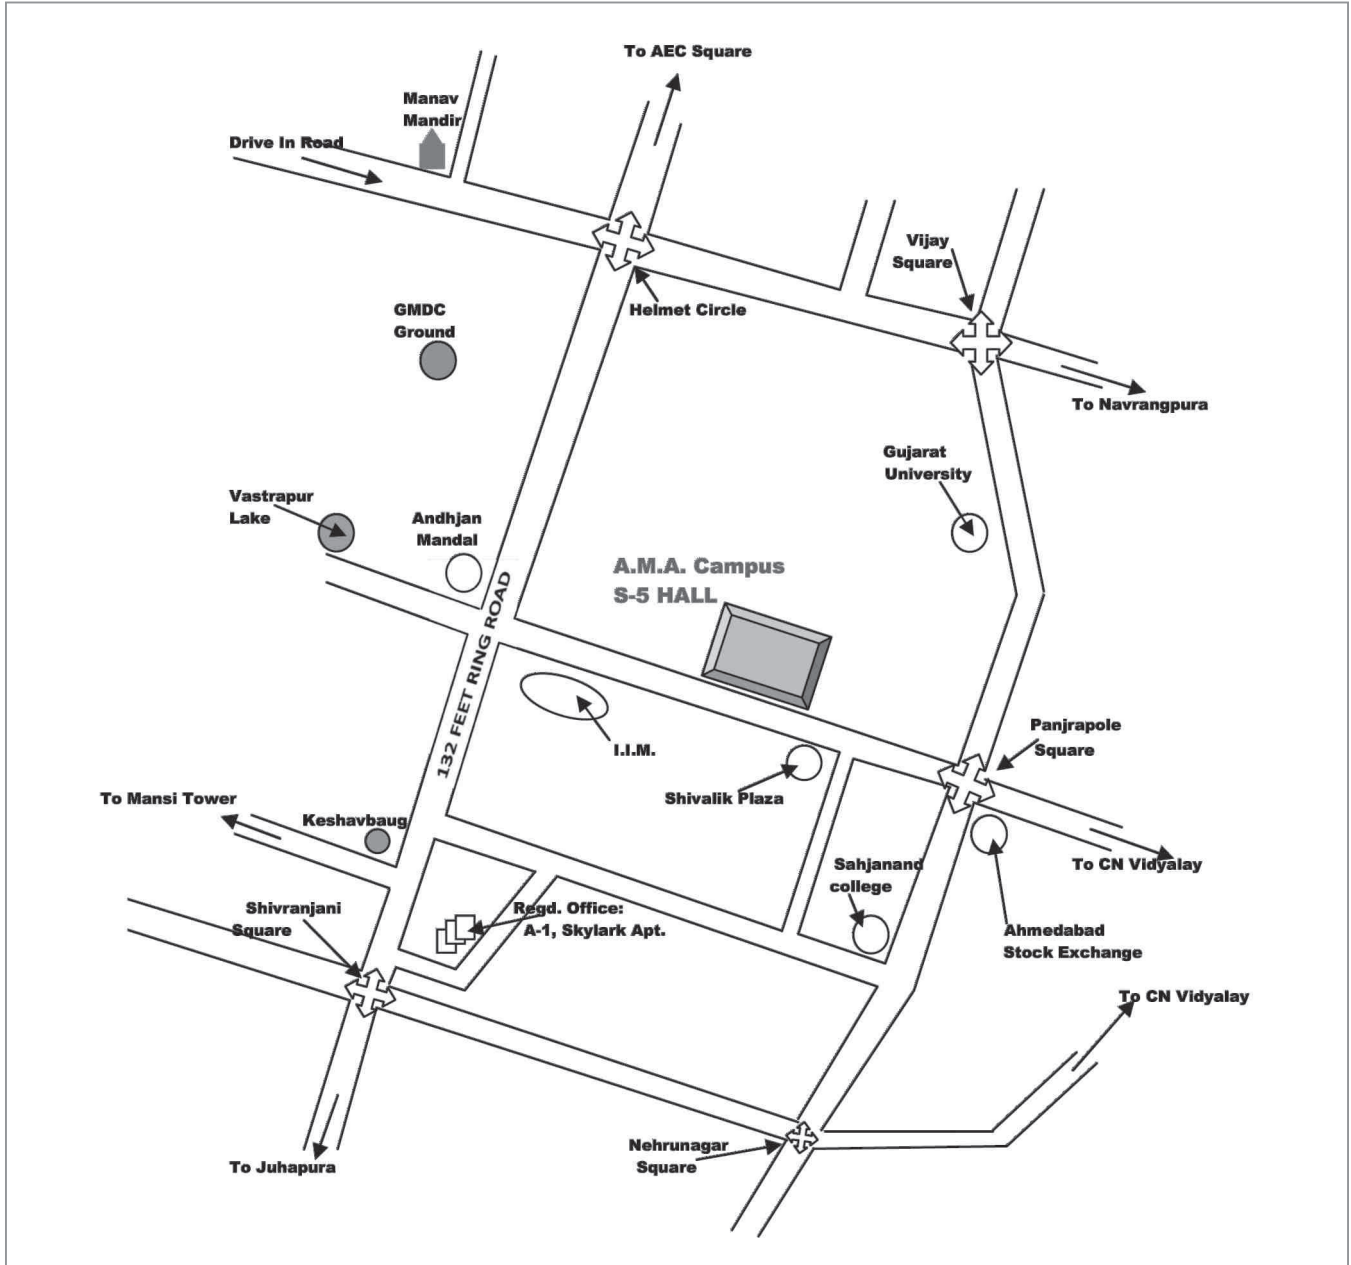 To AEC Square
Manav
Mandir
Drive In Road
Vijay
Square
Helmet Circle
GMDC
Ground
To Navrangpura
Gujarat
University
Vastrapur
Lake
Andhjan
Mandal
A.M.A. Campus
S-5 HALL
132 FEET RING ROAD
I.I.M.
Panjrapole
Square
Shivalik Plaza
To Mansi Tower
Keshavbaug
To CN Vidyalay
Sahjanand
college
Shivranjani
Square
Regd. Office:
A-1, Skylark Apt.
Ahmedabad
Stock Exchange
To CN Vidyalay
Nehrunagar
Square
To Juhapura